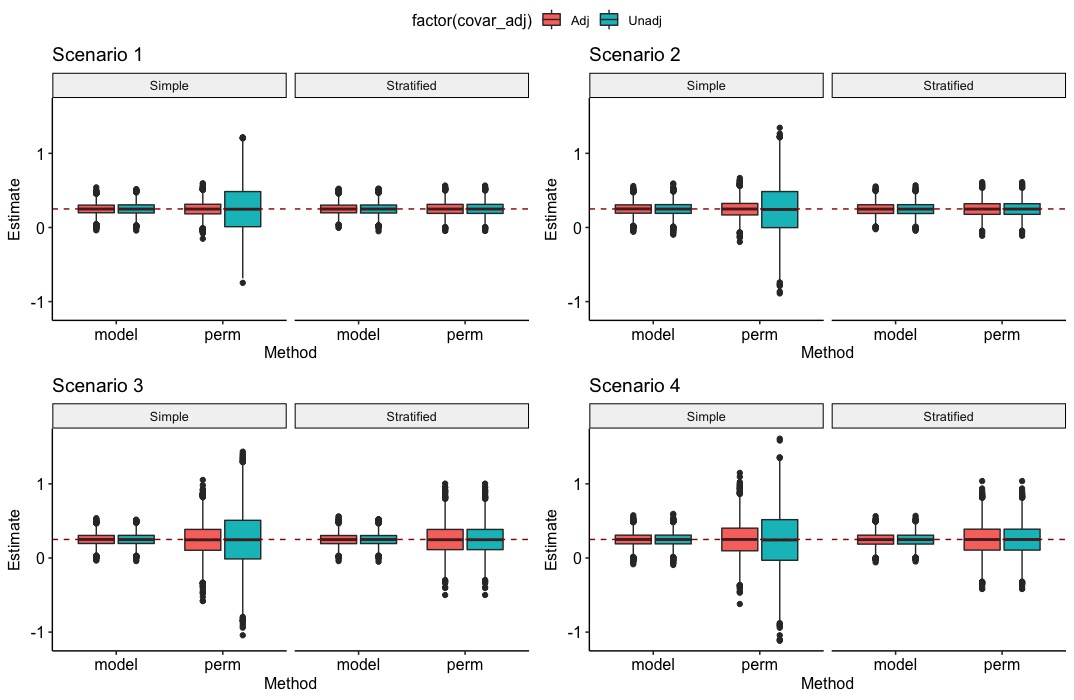 factor(covar_adj) Adj Unadj
Scenario 1
Simple Stratified
Estimate
1
0
-1
model perm model perm
Method
Scenario 2
Simple Stratified
Estimate
1
0
-1
model perm model perm
Method
Scenario 3
Simple Stratified
Estimate
1
0
-1
model perm model perm
Method
Scenario 4
Simple Stratified
Estimate
1
0
-1
model perm model perm
Method